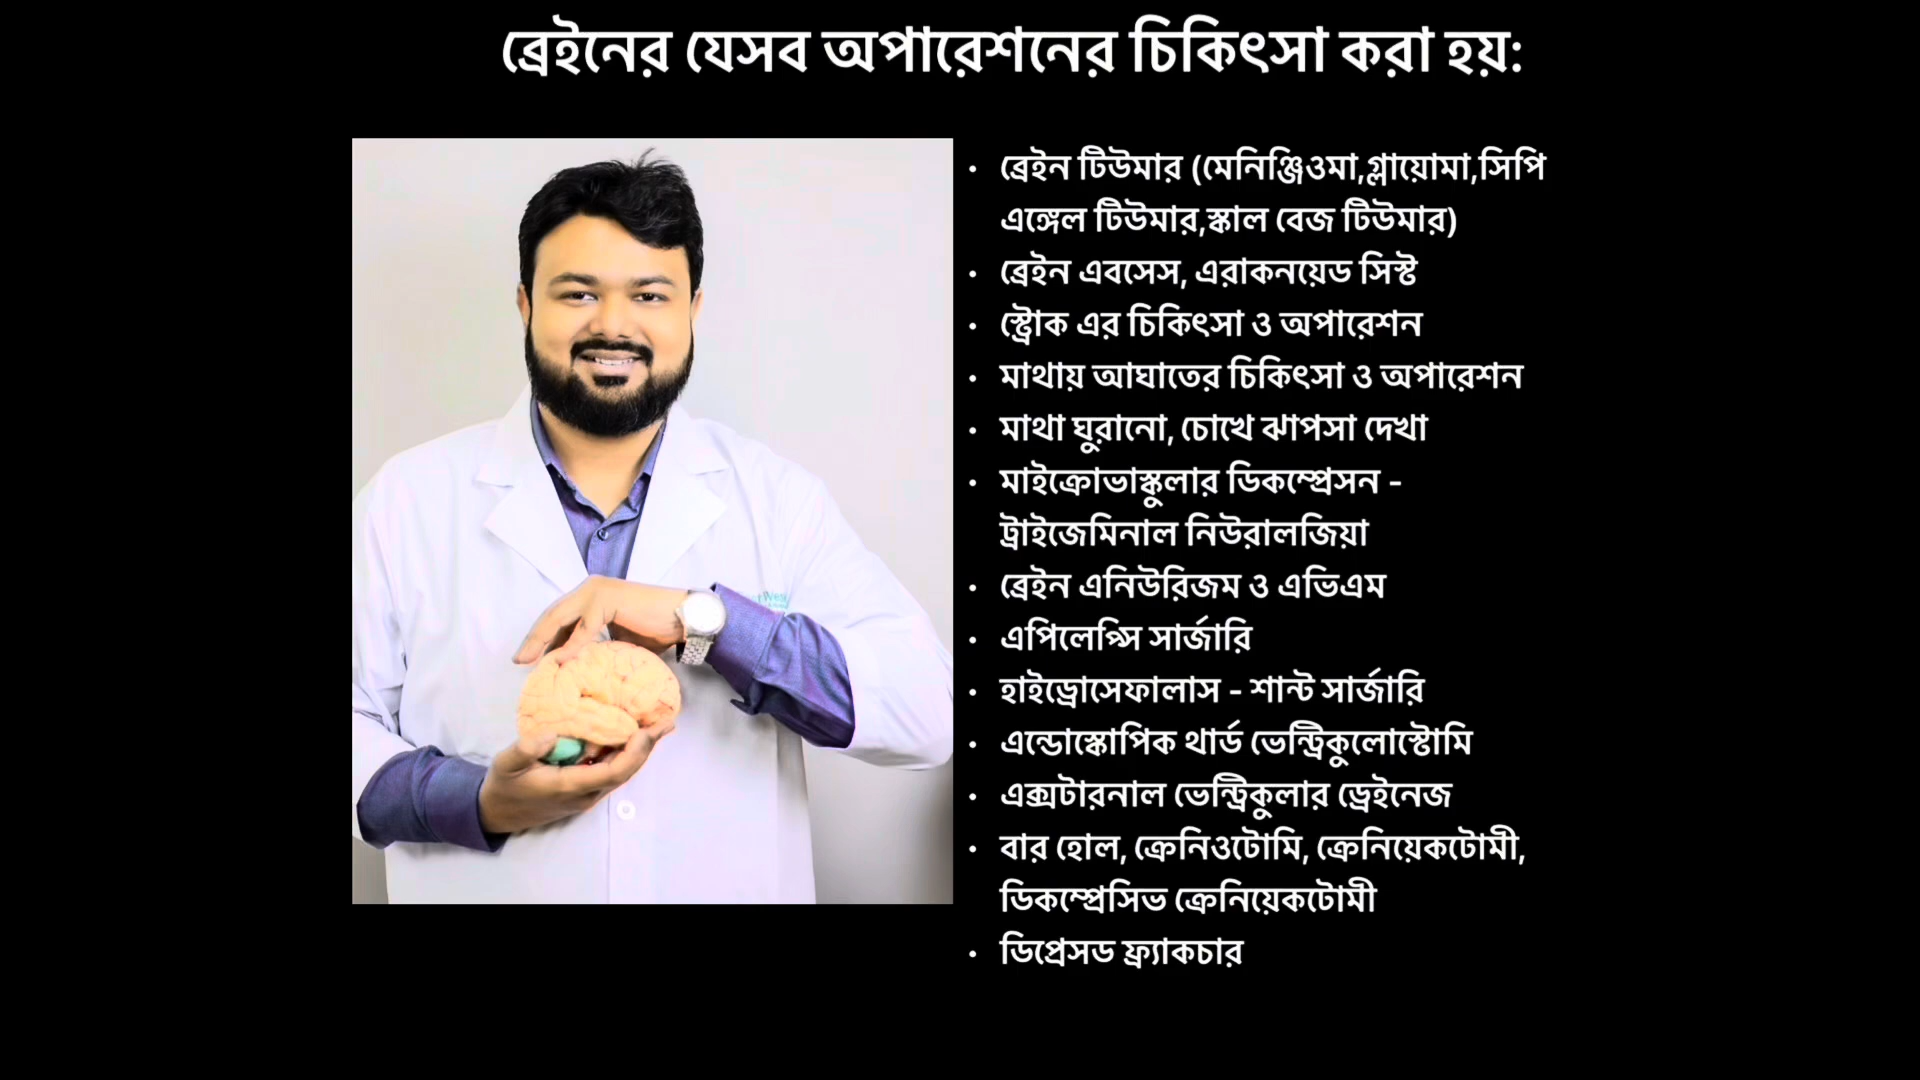 ব্রেইনের যেসব অপারেশনের চিকিৎসা করা হয়:
• ব্রেইন টিউমার (মেনিঞ্জিওমা,গ্লায়োমা,সিপি
এঙ্গেল টিউমার,স্কাল বেজ টিউমার)
• ব্রেইন এবসেস, এরাকনয়েড সিস্ট
• স্ট্রোক এর চিকিৎসা ও অপারেশন
• মাথায় আঘাতের চিকিৎসা ও অপারেশন
• মাথা ঘুরানো, চোখে ঝাপসা দেখা
• মাইক্রোভাস্কুলার ডিকম্প্রেসন -
ট্রাইজেমিনাল নিউরালজিয়া
• ব্রেইন এনিউরিজম ও এভিএম
• এপিলেপ্সি সার্জারি
• হাইড্রোসেফালাস - শান্ট সার্জারি
• এন্ডোস্কোপিক থার্ড ভেন্ট্রিকুলোস্টোমি
• এক্সটারনাল ভেন্ট্রিকুলার ড্রেইনেজ
• বার হোল, ক্রেনিওটোমি, ক্রেনিয়েকটোমী,
ডিকম্প্রেসিভ ক্রেনিয়েকটোমী
• ডিপ্রেসড ফ্র্যাকচার